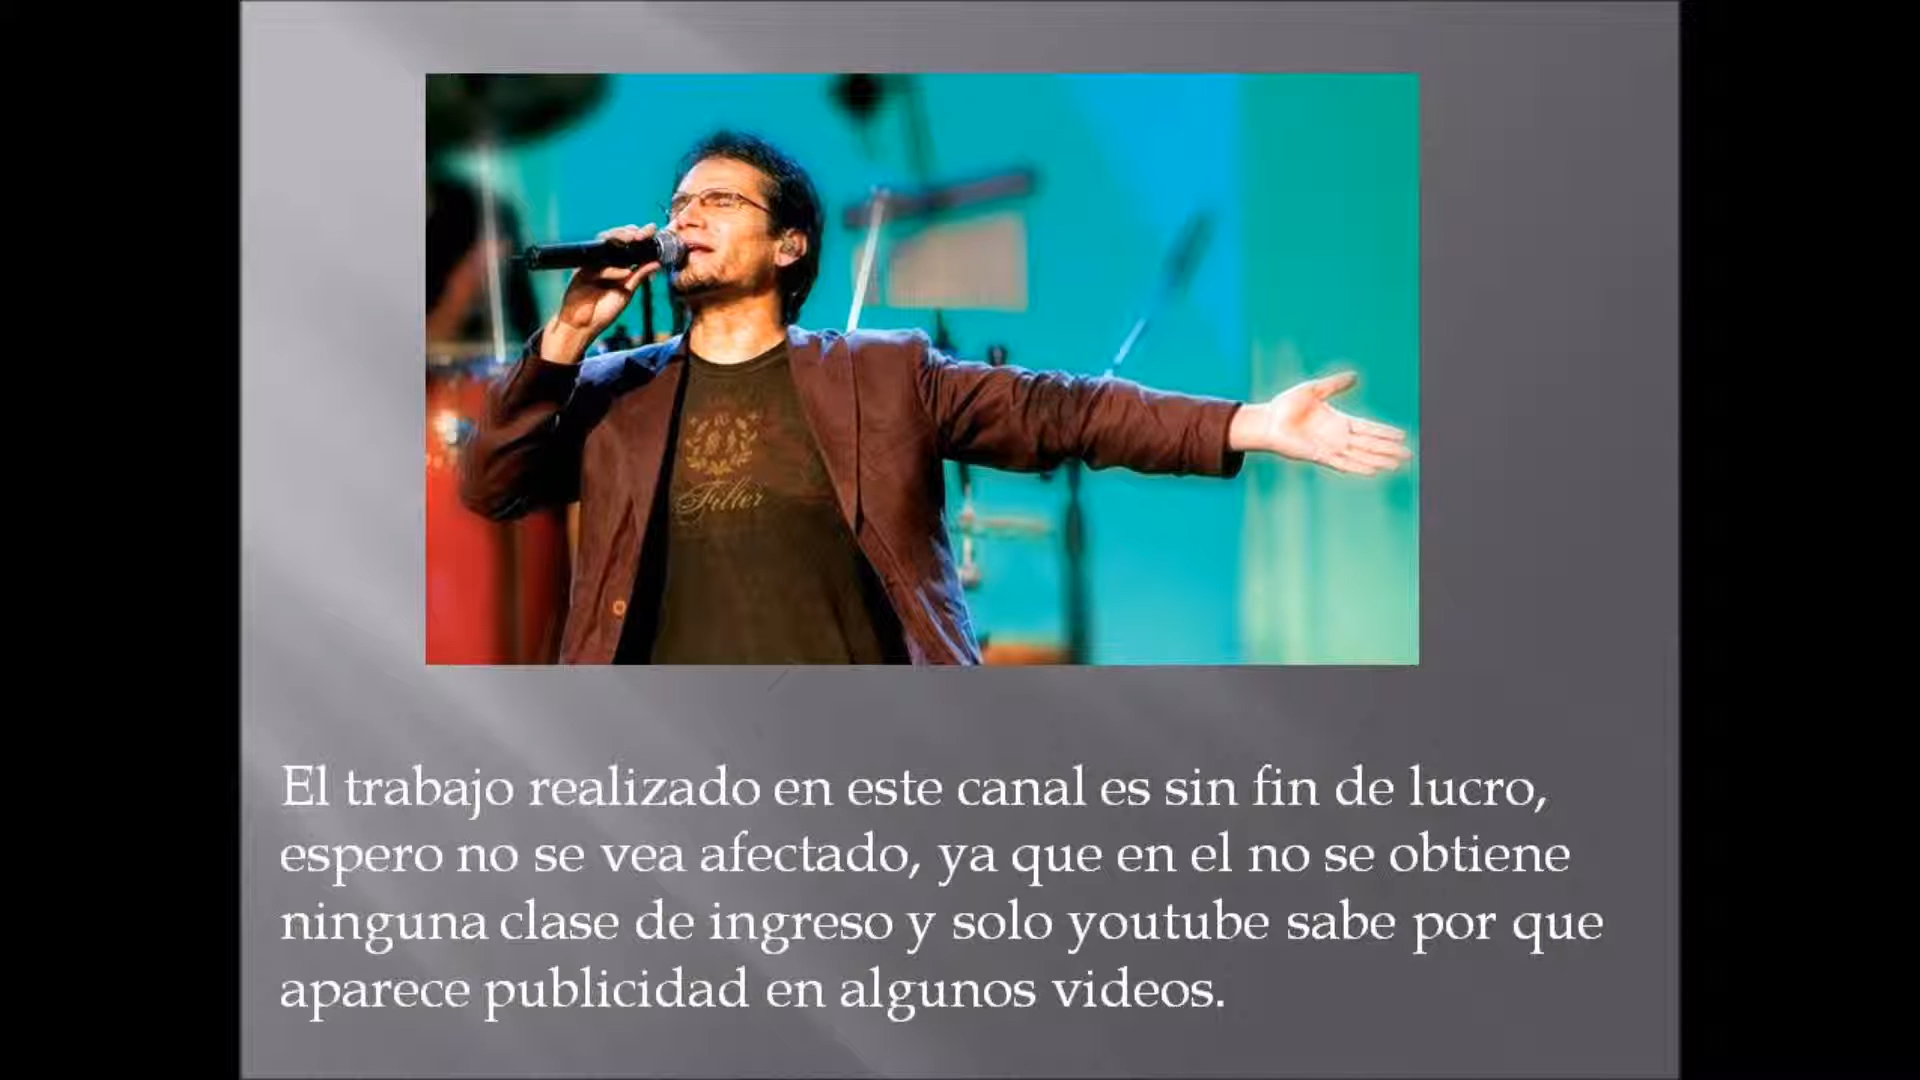 Filter
El trabajo realizado en este canal es sin fin de lucro,
espero no se vea afectado, ya que en el no se obtiene
ninguna clase de ingreso y solo youtube sabe por que
aparece publicidad en algunos videos.